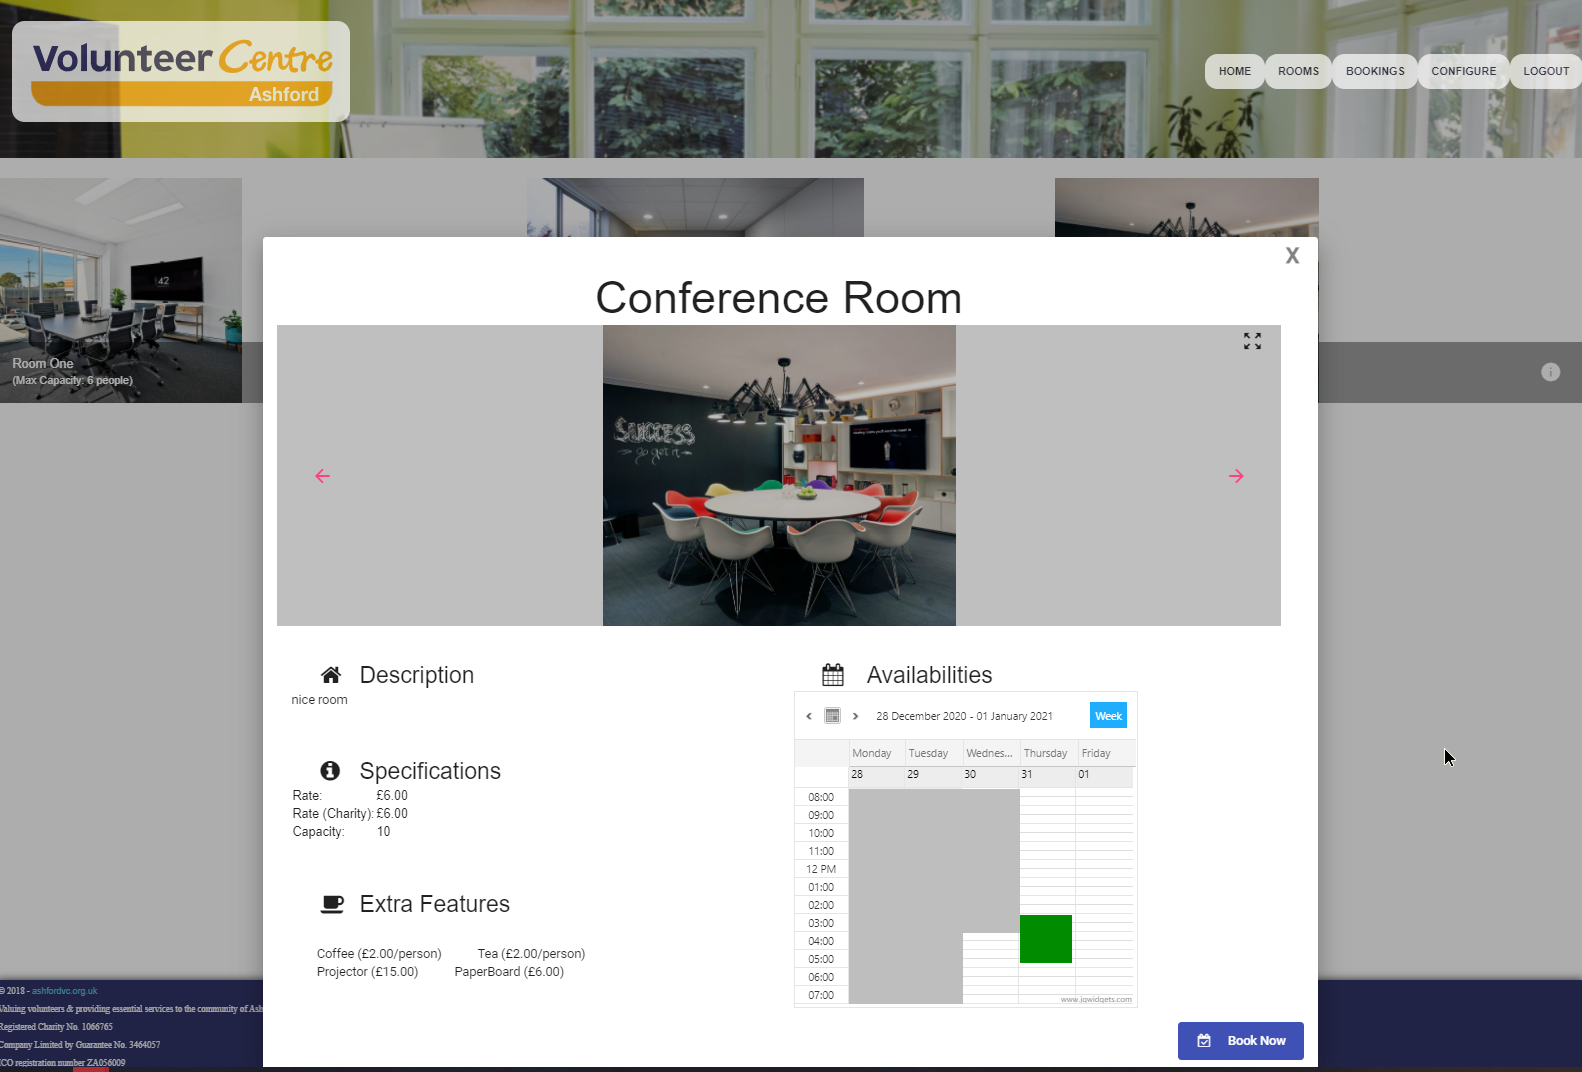 Volunteer Centre
Ashford
HOME
ROOMS
BOOKINGS
CONFIGURE
LOGOUT
42
Room One
(Max Capacity: 6 people)
X
Conference Room
SUCCESS
go get it
Description
nice room
Specifications
Rate: £6.00
Rate (Charity): £6.00
Capacity: 10
Extra Features
Coffee (£2.00/person) Tea (£2.00/person)
Projector (£15.00) PaperBoard (£6.00)
Availabilities
28 December 2020 - 01 January 2021
Week
Monday Tuesday Wednes... Thursday Friday
28 29 30 31 01
08:00
09:00
10:00
11:00
12 PM
01:00
02:00
03:00
04:00
05:00
06:00
07:00
www.jqwidgets.com
Book Now
© 2018 - ashfordvc.org.uk
Valuing volunteers & providing essential services to the community of Ash
Registered Charity No. 1066765
Company Limited by Guarantee No. 3464057
ICO registration number ZA056009